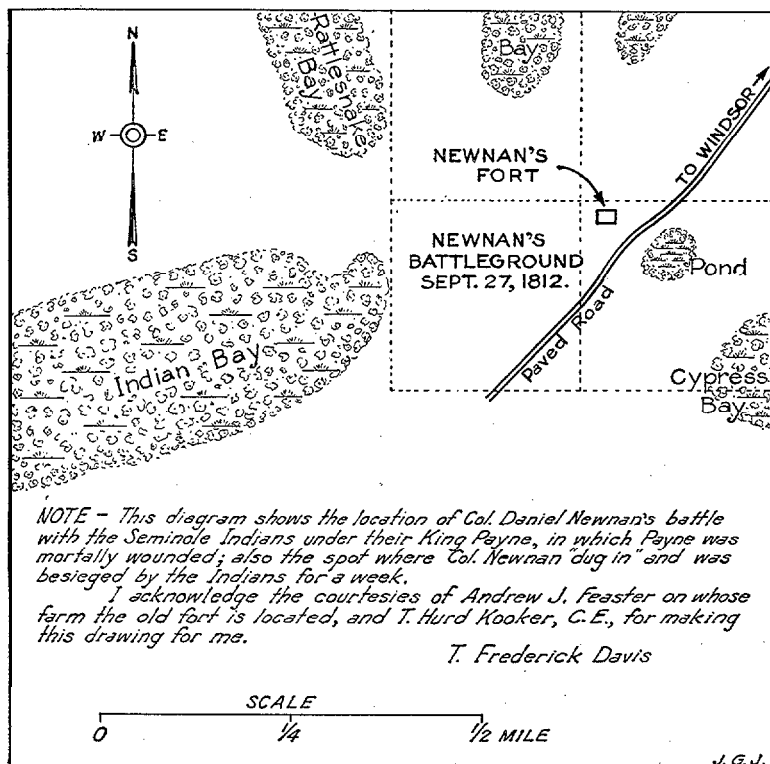 N
W
E
S
Rattlesnake
Bay
Bay
TO WINDSOR
NEWNAN'S
FORT
NEWNAN'S
BATTLEGROUND
SEPT. 27, 1812.
Pond
Paved Road
Indian Bay
Cypress
Bay
NOTE - This diagram shows the location of Col. Daniel Newnan's battle
with the Seminole Indians under their King Payne, in which Payne was
mortally wounded; also the spot where Col. Newnan "dug in" and was
besieged by the Indians for a week.
I acknowledge the courtesies of Andrew J. Feaster on whose
farm the old fort is located, and T. Hurd Kooker, C.E., for making
this drawing for me.
T. Frederick Davis
SCALE
0 1/4 1/2 MILE
J.G.J.